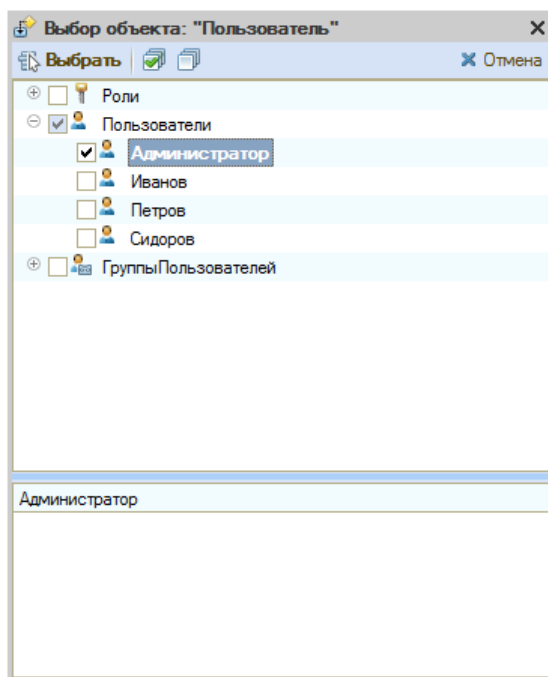 Выбор объекта: "Пользователь"
Выбрать Отмена
Роли
Пользователи
Администратор
Иванов
Петров
Сидоров
ГруппыПользователей
Администратор